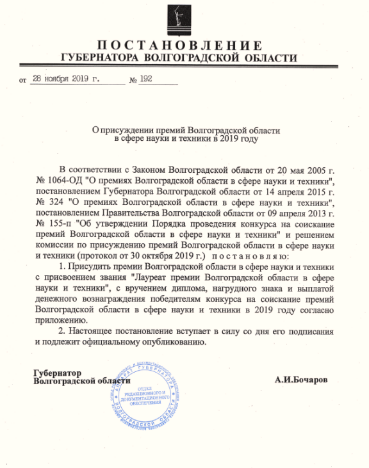 ПОСТАНОВЛЕНИЕ
ГУБЕРНАТОРА ВОЛГОГРАДСКОЙ ОБЛАСТИ
от 28 ноября 2019 г. № 192
О присуждении премий Волгоградской области
в сфере науки и техники в 2019 году
В соответствии с Законом Волгоградской области от 20 мая 2005 г.
№ 1064-ОД "О премиях Волгоградской области в сфере науки и техники",
постановлением Губернатора Волгоградской области от 14 апреля 2015 г.
№ 324 "О премиях Волгоградской области в сфере науки и техники",
постановлением Правительства Волгоградской области от 09 апреля 2013 г.
№ 155-п "Об утверждении Порядка проведения конкурса на соискание
премий Волгоградской области в сфере науки и техники" и решением
комиссии по присуждению премий Волгоградской области в сфере науки
и техники (протокол от 30 октября 2019 г.) постановляю:
1. Присудить премии Волгоградской области в сфере науки и техники
с присвоением звания "Лауреат премии Волгоградской области в сфере
науки и техники", с вручением диплома, нагрудного знака и выплатой
денежного вознаграждения победителям конкурса на соискание премий
Волгоградской области в сфере науки и техники в 2019 году согласно
приложению.
2. Настоящее постановление вступает в силу со дня его подписания
и подлежит официальному опубликованию.
Губернатор
Волгоградской области А.И.Бочаров